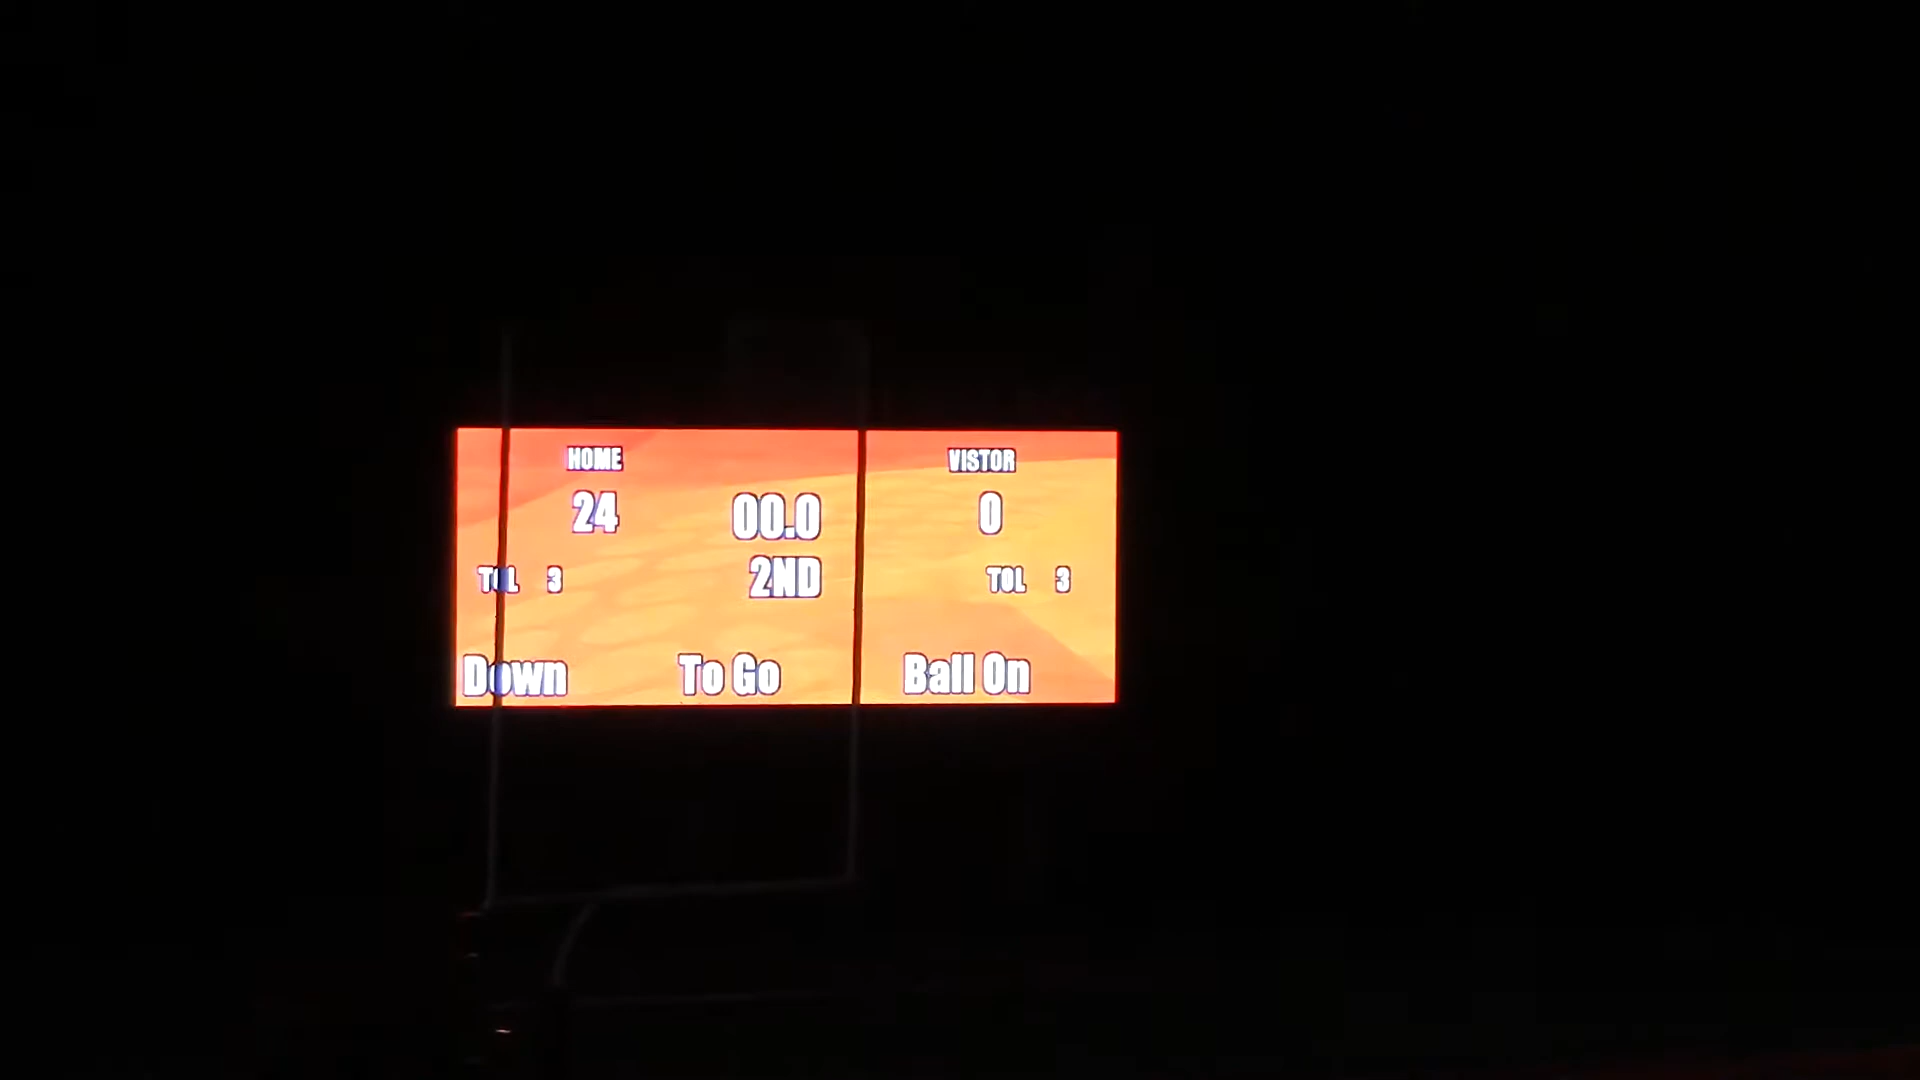 HOME VISTOR
24 00.0 0
TOL 3 2ND TOL 3
Down To Go Ball On